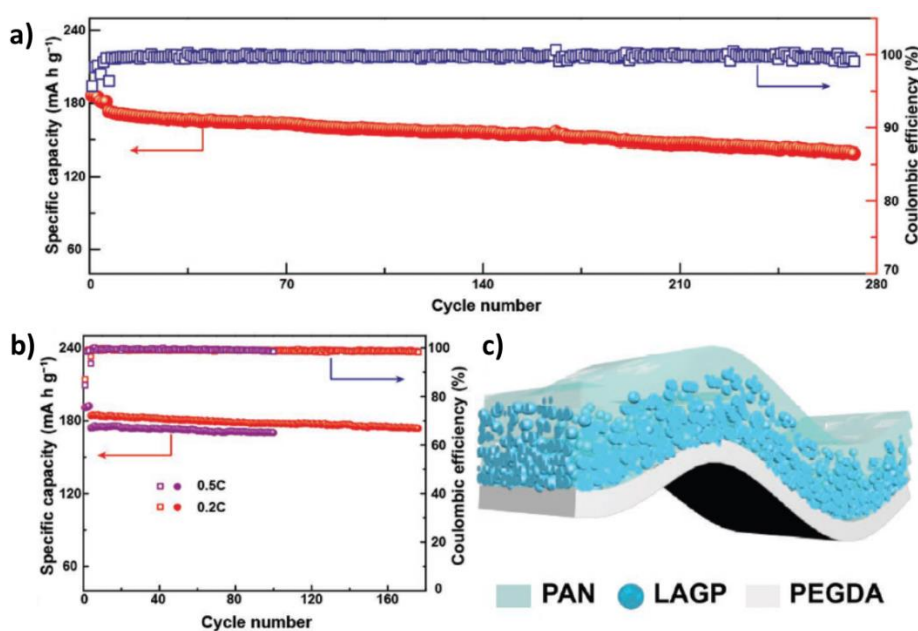 a)
240
180
120
60
Specific capacity (mA h g⁻¹)
100
90
80
70
Coulombic efficiency (%)
0 70 140 210 280
Cycle number
b)
240
180
120
60
Specific capacity (mA h g⁻¹)
0.5C
0.2C
100
80
60
40
20
0
Coulombic efficiency (%)
0 40 80 120 160
Cycle number
c)
PAN LAGP PEGDA